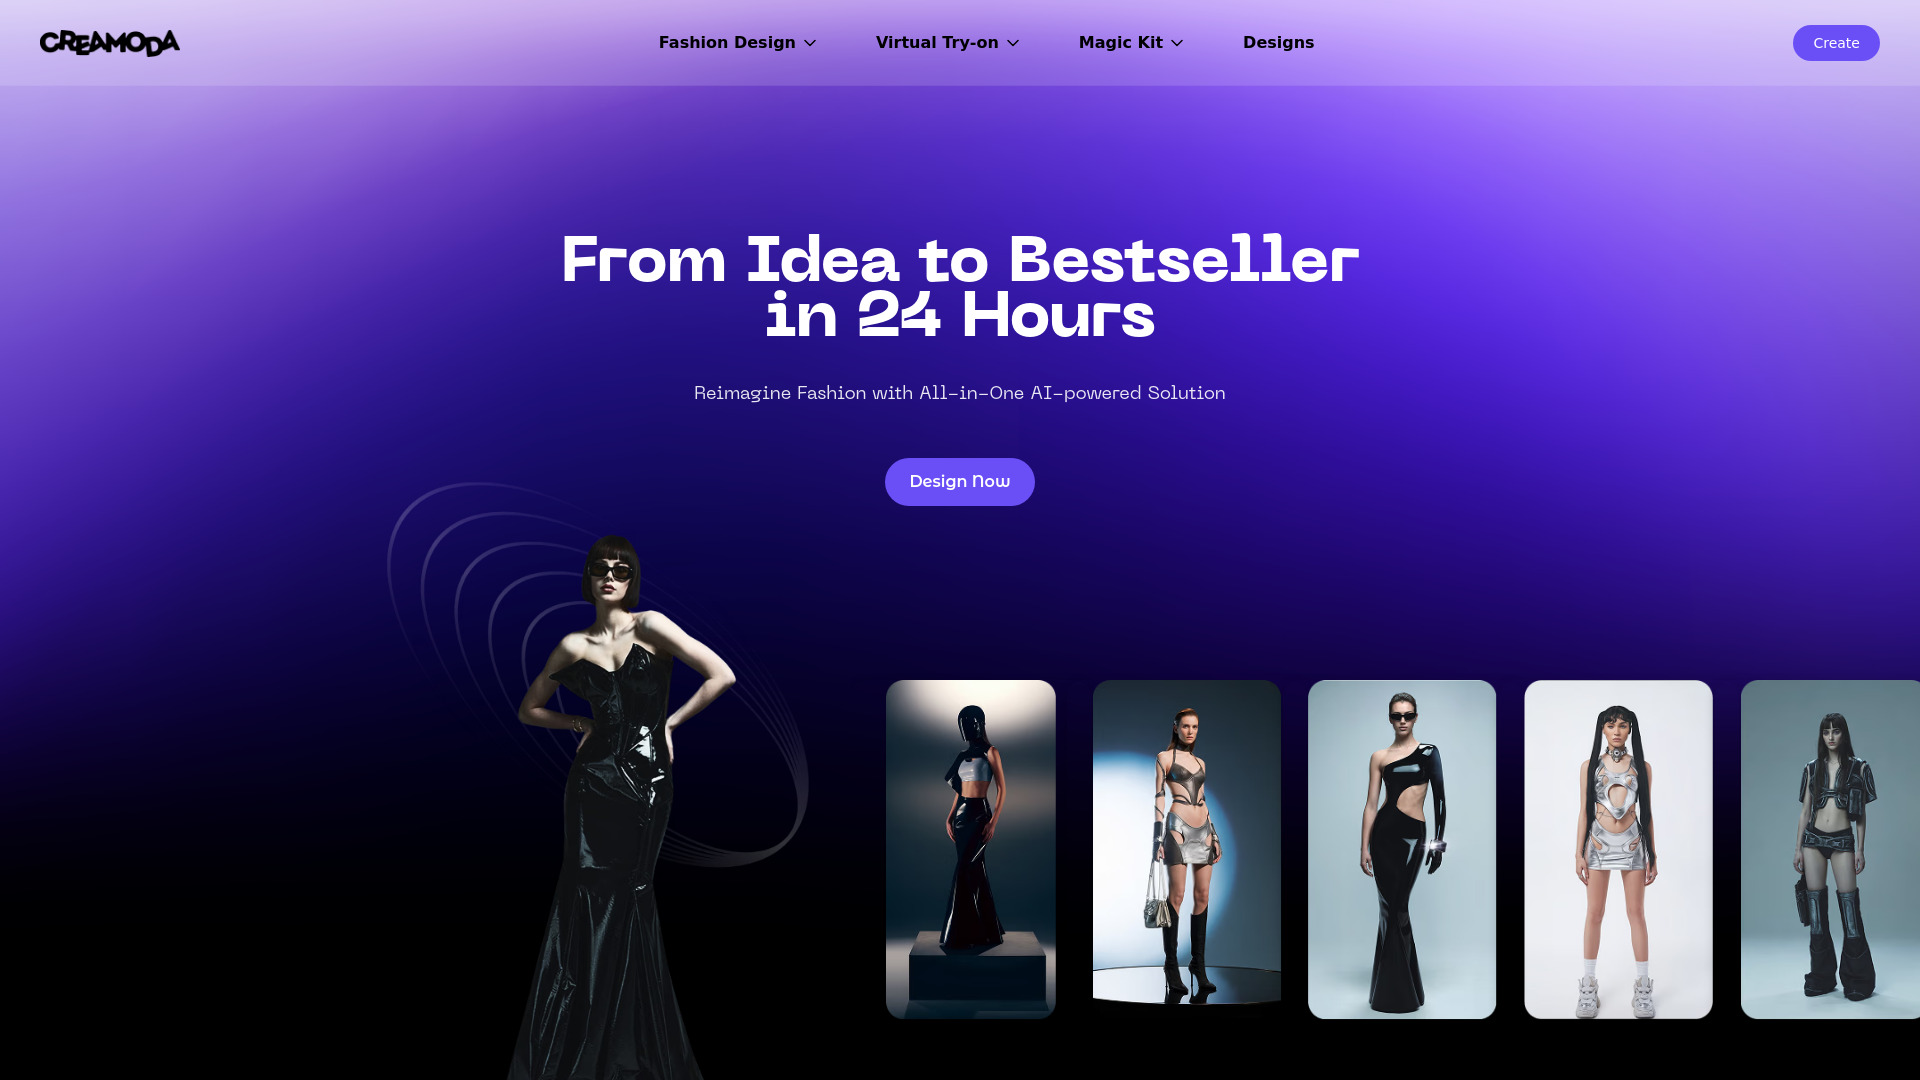 CREAMODA
Fashion Design
Virtual Try-on
Magic Kit
Designs
Create
From Idea to Bestseller
in 24 Hours
Reimagine Fashion with All-in-One AI-powered Solution
Design Now